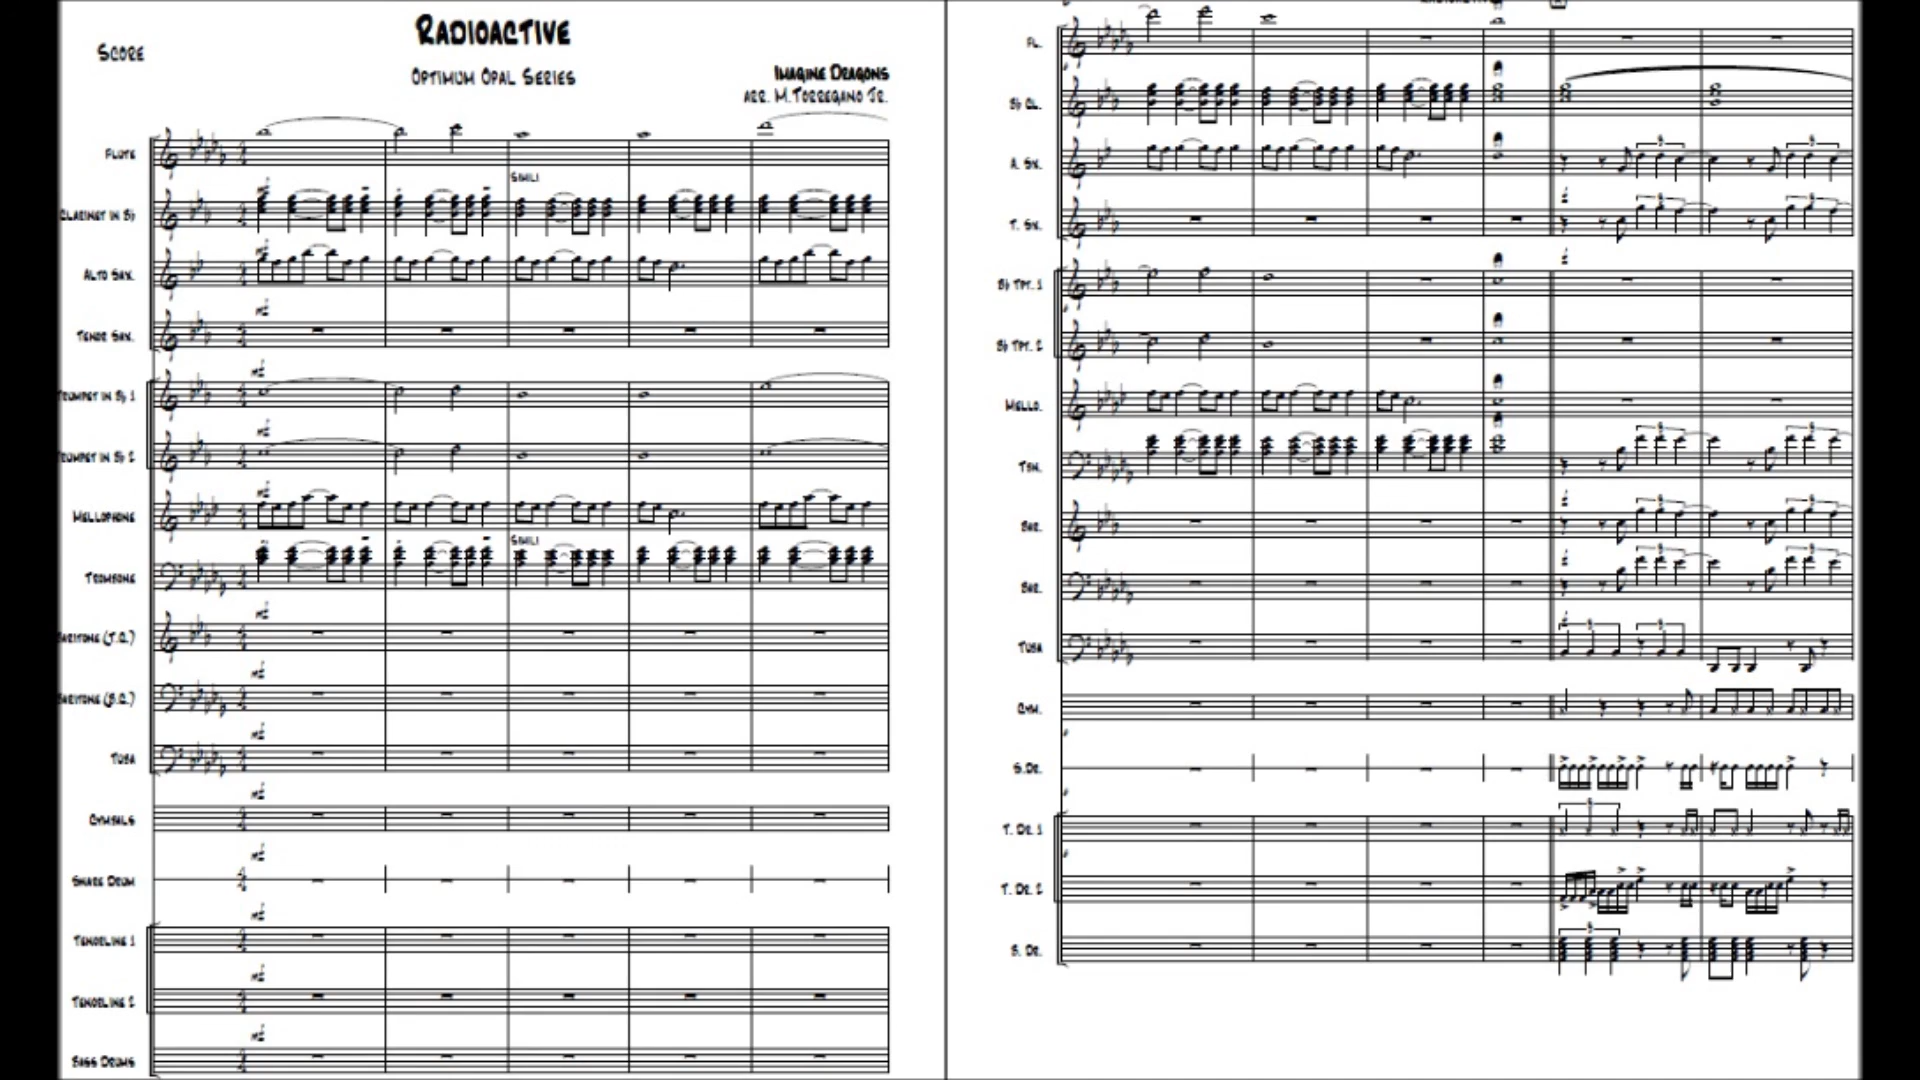 RADIOACTIVE
SCORE
OPTIMUM OPAL SERIES
IMAGINE DRAGONS
ARR. M.TORREGANO JR.
FLUTE
CLARINET IN B♭
SIMILI
ALTO SAX.
TENOR SAX.
TRUMPET IN B♭ 1
TRUMPET IN B♭ 2
MELLOPHONE
SIMILI
TROMBONE
BARITONE (T.C.)
BARITONE (B.C.)
TUBA
CYMBALS
SNARE DRUM
TENORLINE 1
TENORLINE 2
BASS DRUMS
FL.
B♭ CL.
A. SX.
T. SX.
B♭ TPT. 1
B♭ TPT. 2
MELLO.
TBN.
BAR.
BAR.
TUBA
CYM.
S.DR.
T. DR. 1
T. DR. 2
B. DR.